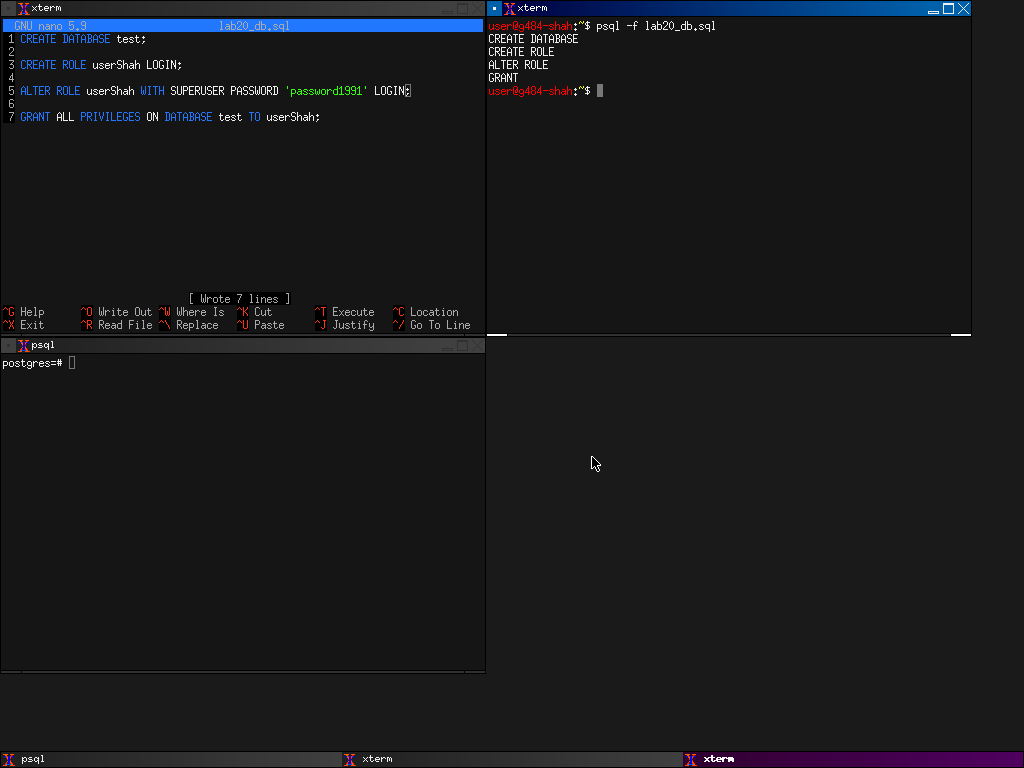 xterm
GNU nano 5.9 lab20_db.sql
1 CREATE DATABASE test;
2
3 CREATE ROLE userShah LOGIN;
4
5 ALTER ROLE userShah WITH SUPERUSER PASSWORD 'password1991' LOGIN;
6
7 GRANT ALL PRIVILEGES ON DATABASE test TO userShah;
[ Wrote 7 lines ]
^G Help ^O Write Out ^W Where Is ^K Cut ^T Execute ^C Location
^X Exit ^R Read File ^\ Replace ^U Paste ^J Justify ^/ Go To Line
xterm
user@g484-shah:~$ psql -f lab20_db.sql
CREATE DATABASE
CREATE ROLE
ALTER ROLE
GRANT
user@g484-shah:~$
psql
postgres=#
psql
xterm
xterm